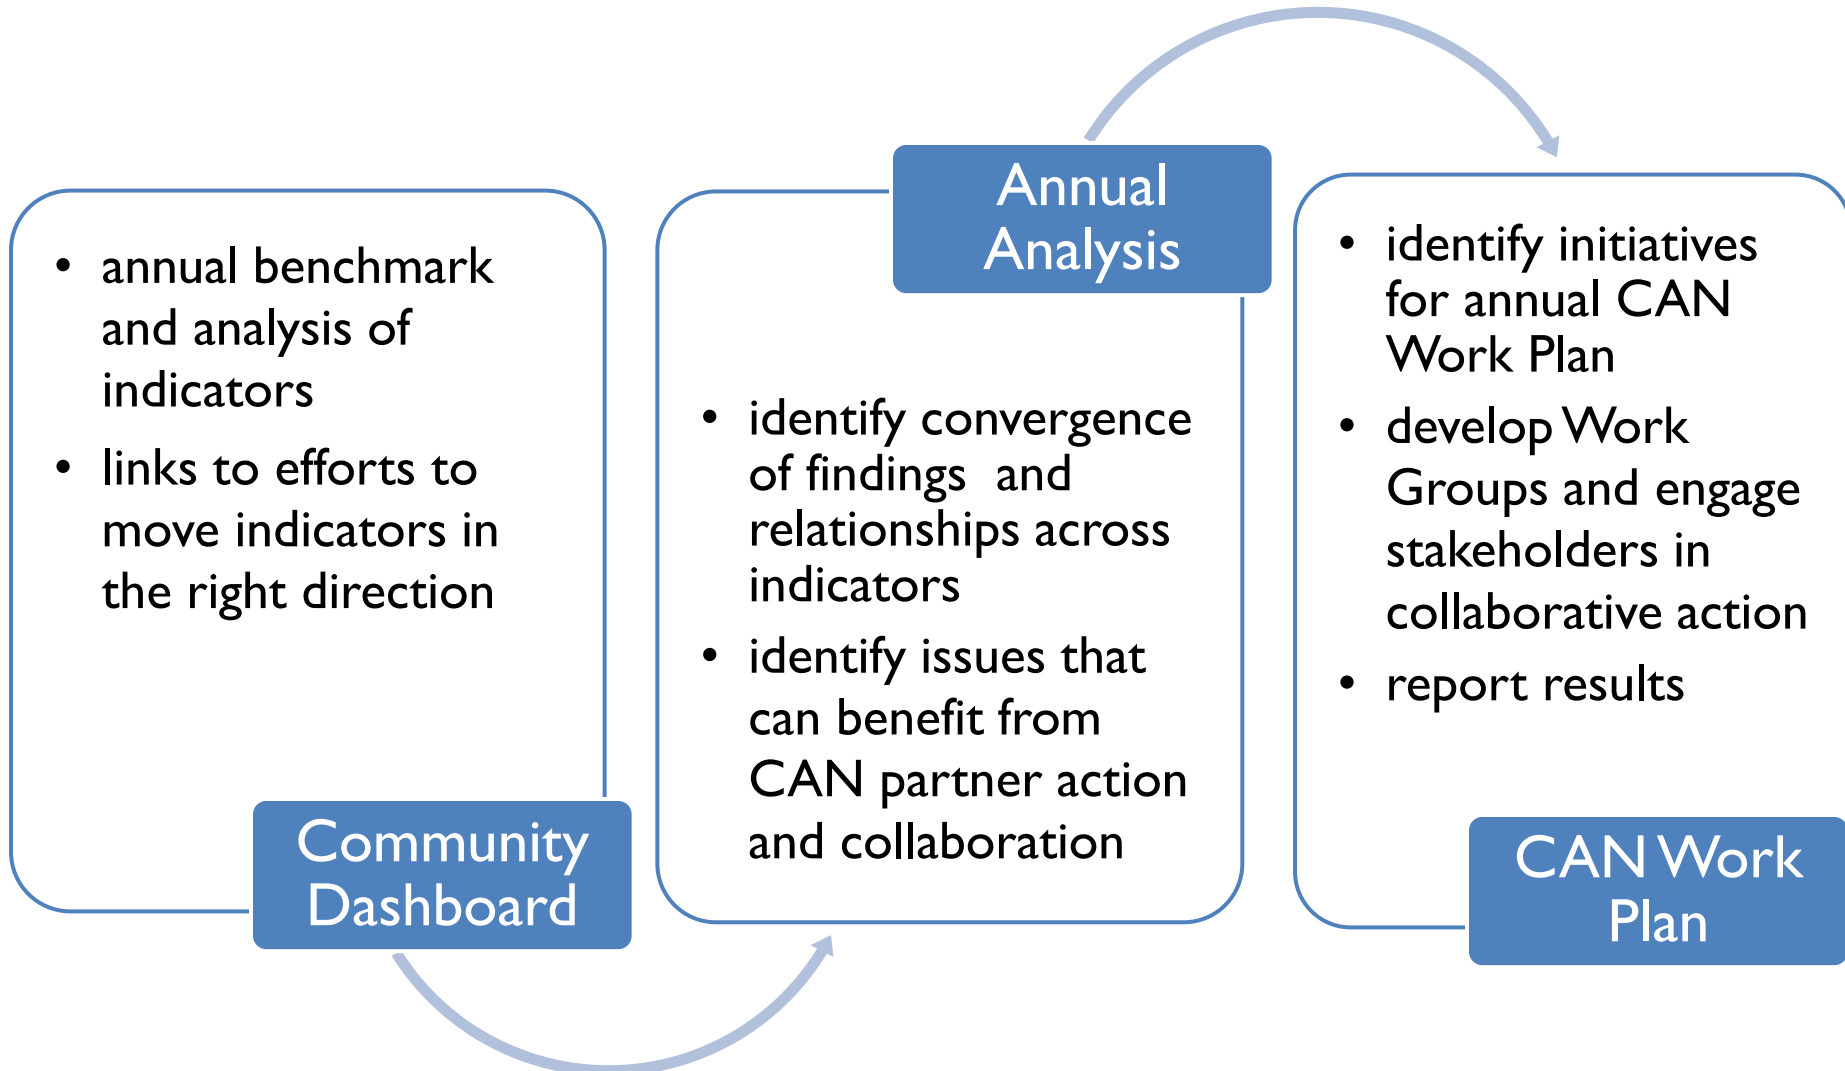 • annual benchmark
and analysis of
indicators
• links to efforts to
move indicators in
the right direction
Community
Dashboard
Annual
Analysis
• identify convergence
of findings  and
relationships across
indicators
• identify issues that
can benefit from
CAN partner action
and collaboration
• identify initiatives
for annual CAN
Work Plan
• develop Work
Groups and engage
stakeholders in
collaborative action
• report results
CAN Work
Plan